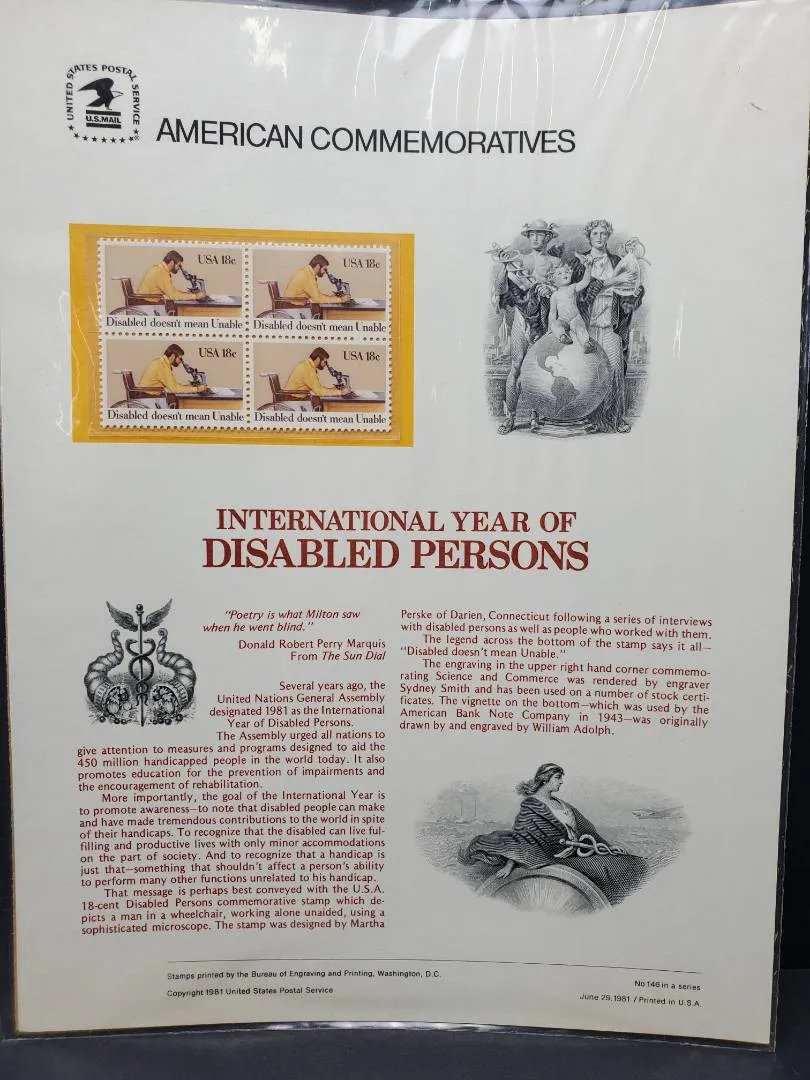 UNITED STATES POSTAL SERVICE
U.S.MAIL
AMERICAN COMMEMORATIVES
USA 18c
Disabled doesn't mean Unable
USA 18c
Disabled doesn't mean Unable
USA 18c
Disabled doesn't mean Unable
USA 18c
Disabled doesn't mean Unable
INTERNATIONAL YEAR OF
DISABLED PERSONS
"Poetry is what Milton saw
when he went blind."
Donald Robert Perry Marquis
From The Sun Dial
Several years ago, the
United Nations General Assembly
designated 1981 as the International
Year of Disabled Persons.
The Assembly urged all nations to
give attention to measures and programs designed to aid the
450 million handicapped people in the world today. It also
promotes education for the prevention of impairments and
the encouragement of rehabilitation.
More importantly, the goal of the International Year is
to promote awareness—to note that disabled people can make
and have made tremendous contributions to the world in spite
of their handicaps. To recognize that the disabled can live ful-
filling and productive lives with only minor accommodations
on the part of society. And to recognize that a handicap is
just that—something that shouldn't affect a person's ability
to perform many other functions unrelated to his handicap.
That message is perhaps best conveyed with the U.S.A.
18-cent Disabled Persons commemorative stamp which de-
picts a man in a wheelchair, working alone unaided, using a
sophisticated microscope. The stamp was designed by Martha
Perske of Darien, Connecticut following a series of interviews
with disabled persons as well as people who worked with them.
The legend across the bottom of the stamp says it all—
"Disabled doesn't mean Unable."
The engraving in the upper right hand corner commemo-
rating Science and Commerce was rendered by engraver
Sydney Smith and has been used on a number of stock certi-
ficates. The vignette on the bottom—which was used by the
American Bank Note Company in 1943—was originally
drawn by and engraved by William Adolph.
Stamps printed by the Bureau of Engraving and Printing, Washington, D.C.
Copyright 1981 United States Postal Service
No.146 in a series
June 29, 1981 / Printed in U.S.A.